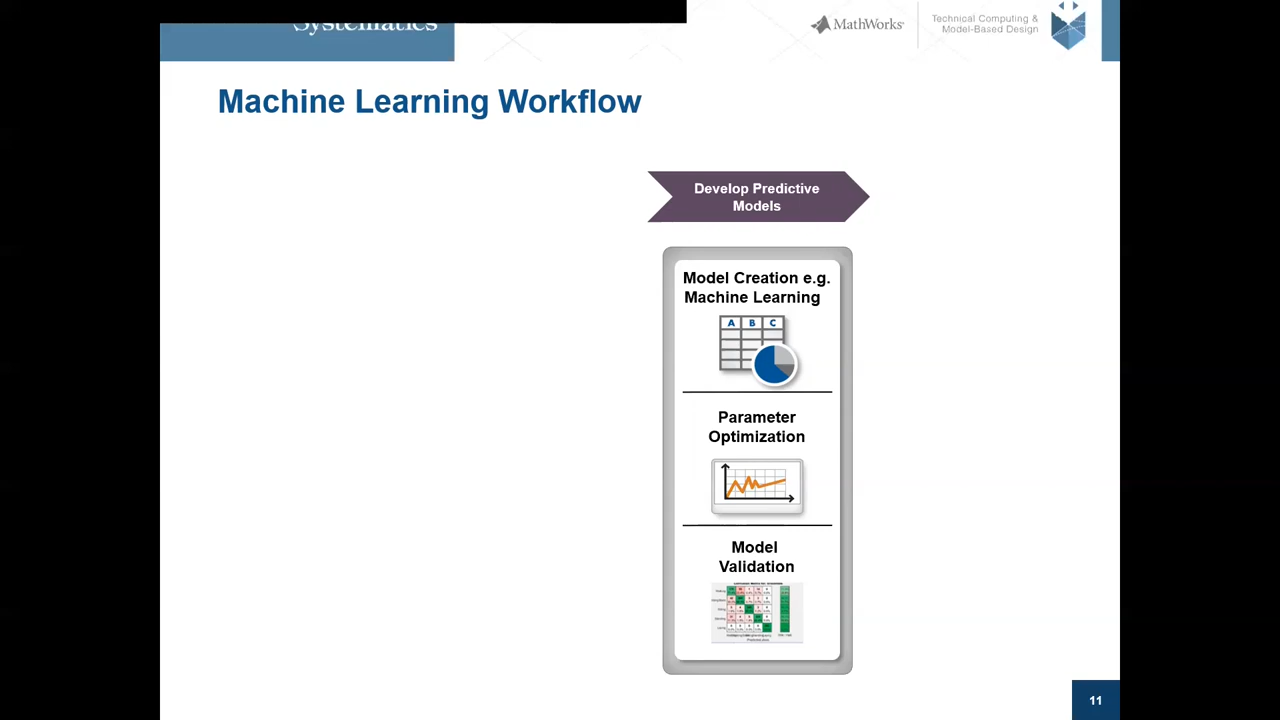 Systematics
MathWorks®
Technical Computing &
Model-Based Design
Machine Learning Workflow
Develop Predictive
Models
Model Creation e.g.
Machine Learning
A B C
Parameter
Optimization
Model
Validation
11